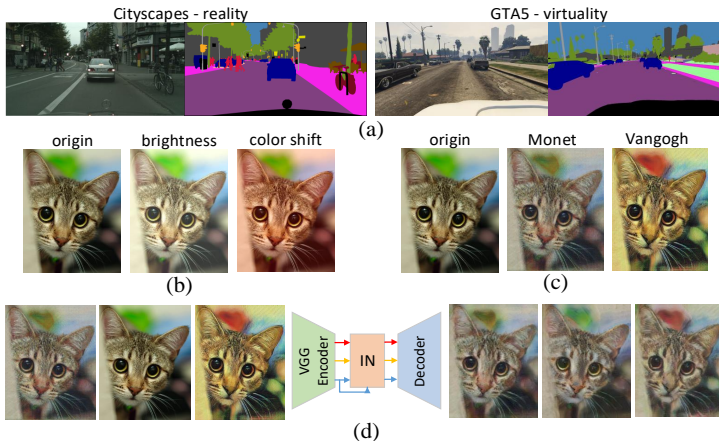 Cityscapes - reality
GTA5 - virtuality
(a)
origin
brightness
color shift
origin
Monet
Vangogh
(b)
(c)
VGG
Encoder
IN
Decoder
(d)